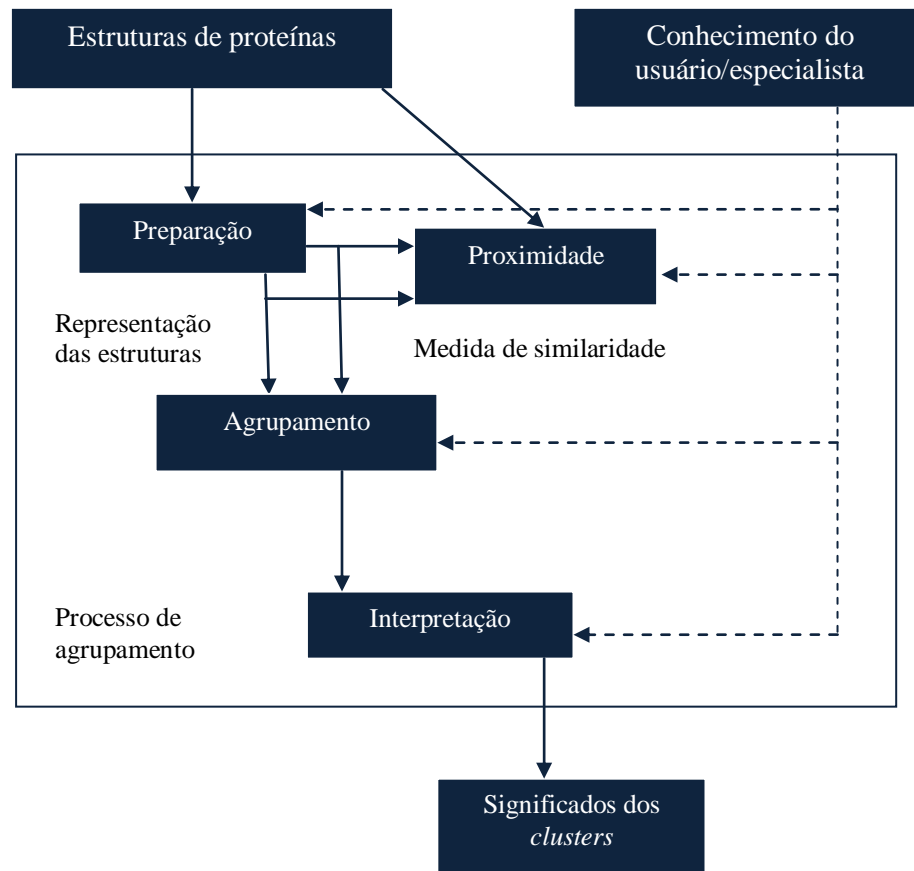 Estruturas de proteínas
Conhecimento do
usuário/especialista
Preparação
Proximidade
Representação
das estruturas
Medida de similaridade
Agrupamento
Processo de
agrupamento
Interpretação
Significados dos
clusters